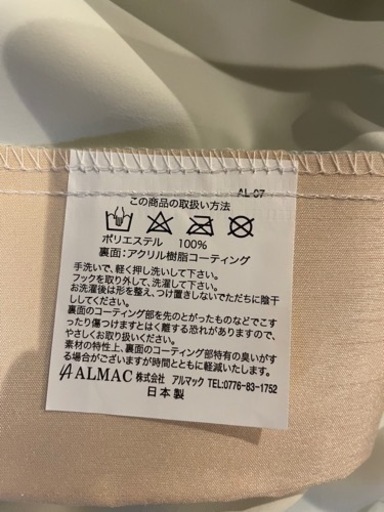 AL-07
この商品の取扱い方法
ポリエステル 100%
裏面：アクリル樹脂コーティング
手洗いで、軽く押し洗いして下さい。
フックを取り外して、洗濯して下さい。
お洗濯後は形を整え、つけ置きしないでただちに陰干
ししてください。
裏面のコーティング部を先のとがったものなどでこす
ったり傷つけますとはがれ離する恐れがありますので、
やさしくお取り扱いください。
素材の特性上、裏面のコーティング部特有の臭いがす
る場合がございますが時間とともに軽減いたします。
ALMAC 株式会社 アルマック TEL:0776-83-1752
日本製